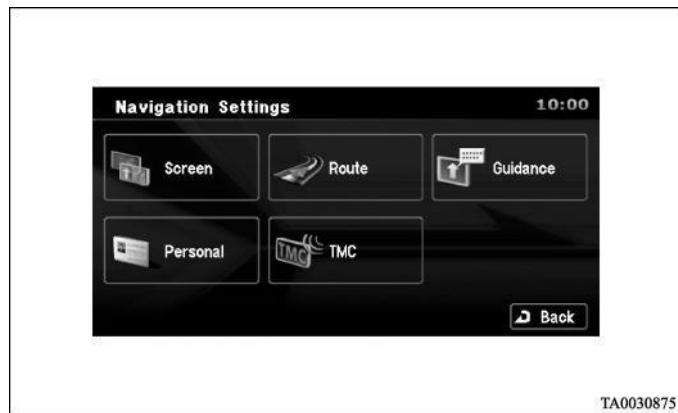 Navigation Settings 10:00
Screen Route Guidance
Personal TMC TMC
Back
TA0030875